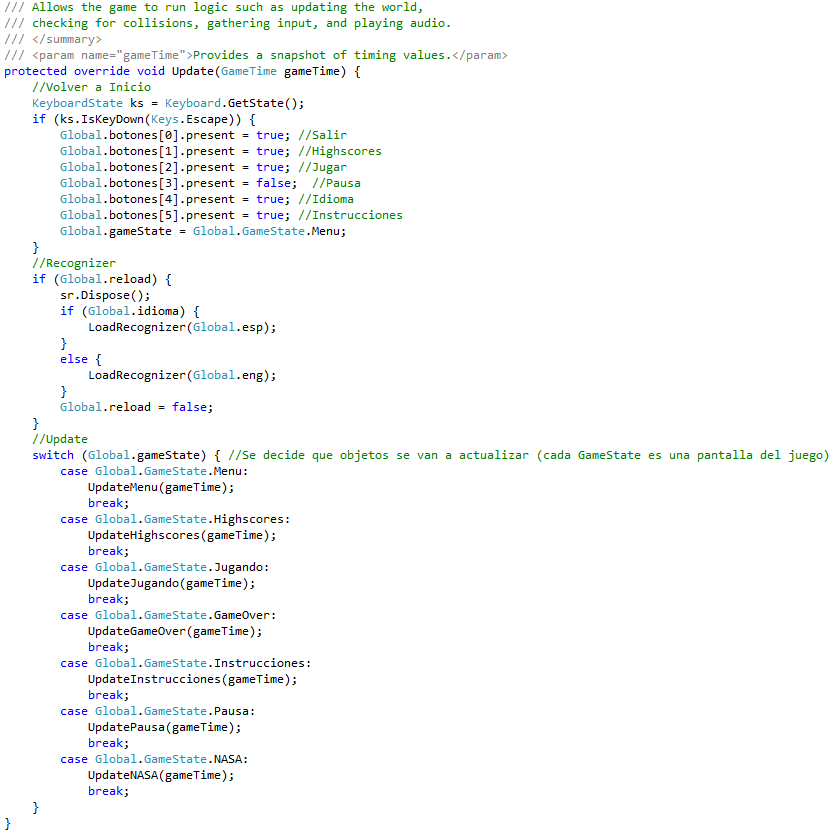 /// Allows the game to run logic such as updating the world,
/// checking for collisions, gathering input, and playing audio.
/// </summary>
/// <param name="gameTime">Provides a snapshot of timing values.</param>
protected override void Update(GameTime gameTime) {
    //Volver a Inicio
    KeyboardState ks = Keyboard.GetState();
    if (ks.IsKeyDown(Keys.Escape)) {
        Global.botones[0].present = true; //Salir
        Global.botones[1].present = true; //Highscores
        Global.botones[2].present = true; //Jugar
        Global.botones[3].present = false;  //Pausa
        Global.botones[4].present = true; //Idioma
        Global.botones[5].present = true; //Instrucciones
        Global.gameState = Global.GameState.Menu;
    }
    //Recognizer
    if (Global.reload) {
        sr.Dispose();
        if (Global.idioma) {
            LoadRecognizer(Global.esp);
        }
        else {
            LoadRecognizer(Global.eng);
        }
        Global.reload = false;
    }
    //Update
    switch (Global.gameState) { //Se decide que objetos se van a actualizar (cada GameState es una pantalla del juego)
        case Global.GameState.Menu:
            UpdateMenu(gameTime);
            break;
        case Global.GameState.Highscores:
            UpdateHighscores(gameTime);
            break;
        case Global.GameState.Jugando:
            UpdateJugando(gameTime);
            break;
        case Global.GameState.GameOver:
            UpdateGameOver(gameTime);
            break;
        case Global.GameState.Instrucciones:
            UpdateInstrucciones(gameTime);
            break;
        case Global.GameState.Pausa:
            UpdatePausa(gameTime);
            break;
        case Global.GameState.NASA:
            UpdateNASA(gameTime);
            break;
    }
}